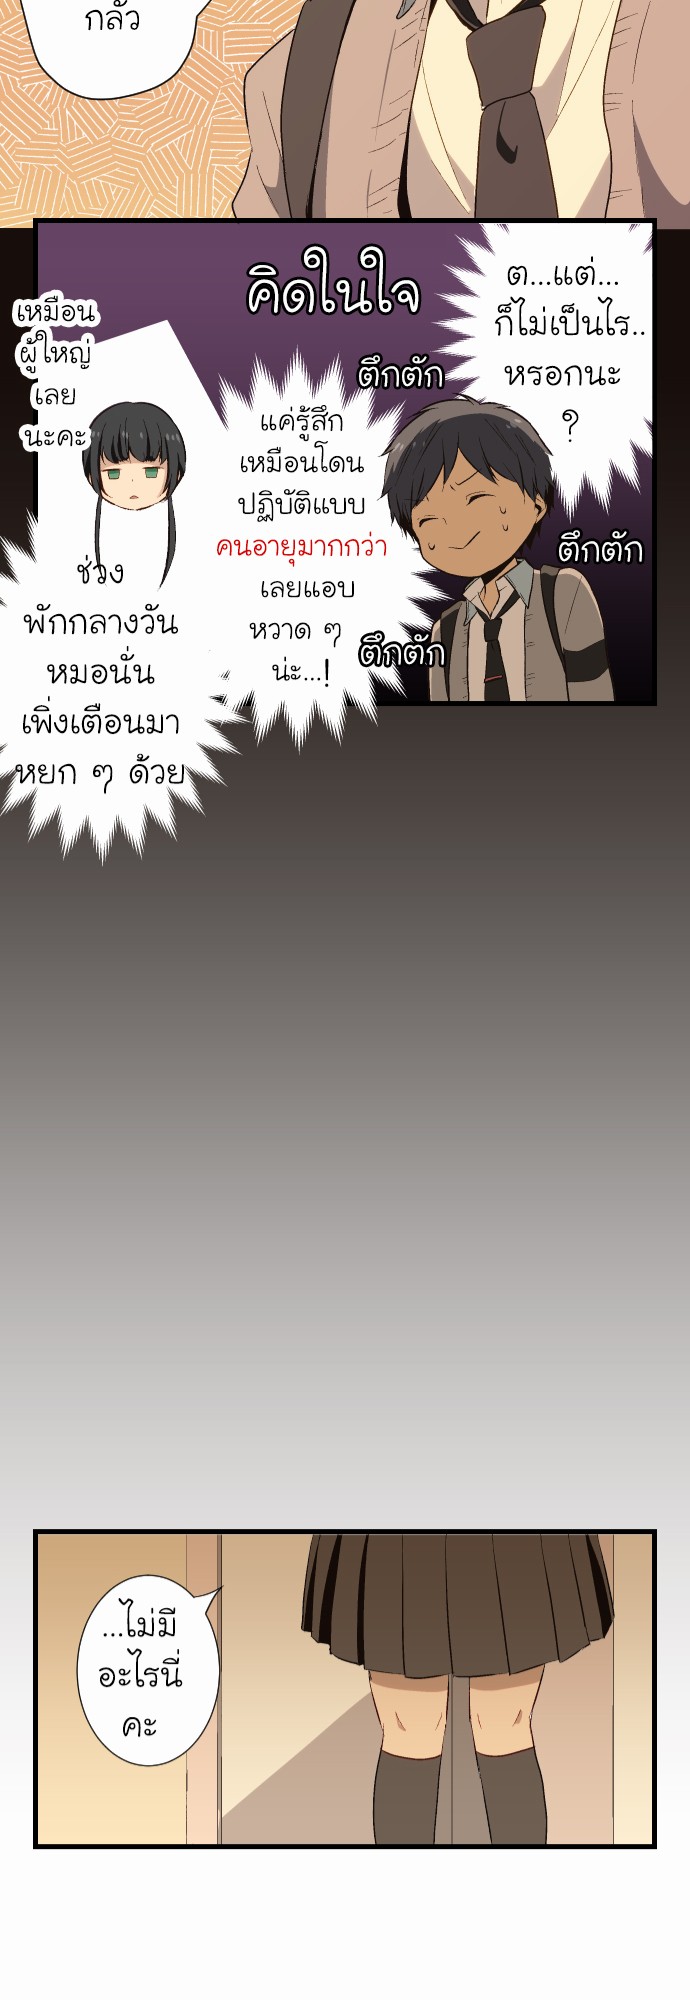 กลัว
คิดในใจ
ต...แต่...
ก็ไม่เป็นไร..
หรอกนะ
?
ตึกตัก
แค่รู้สึก
เหมือนโดน
ปฏิบัติแบบ
คนอายุมากกว่า
เลยแอบ
หวาด ๆ
น่ะ...!
ตึกตัก
ตึกตัก
เหมือน
ผู้ใหญ่
เลย
นะคะ
ช่วง
พักกลางวัน
หมอนั่น
เพิ่งเตือนมา
หยก ๆ ด้วย
...ไม่มี
อะไรนี่
คะ